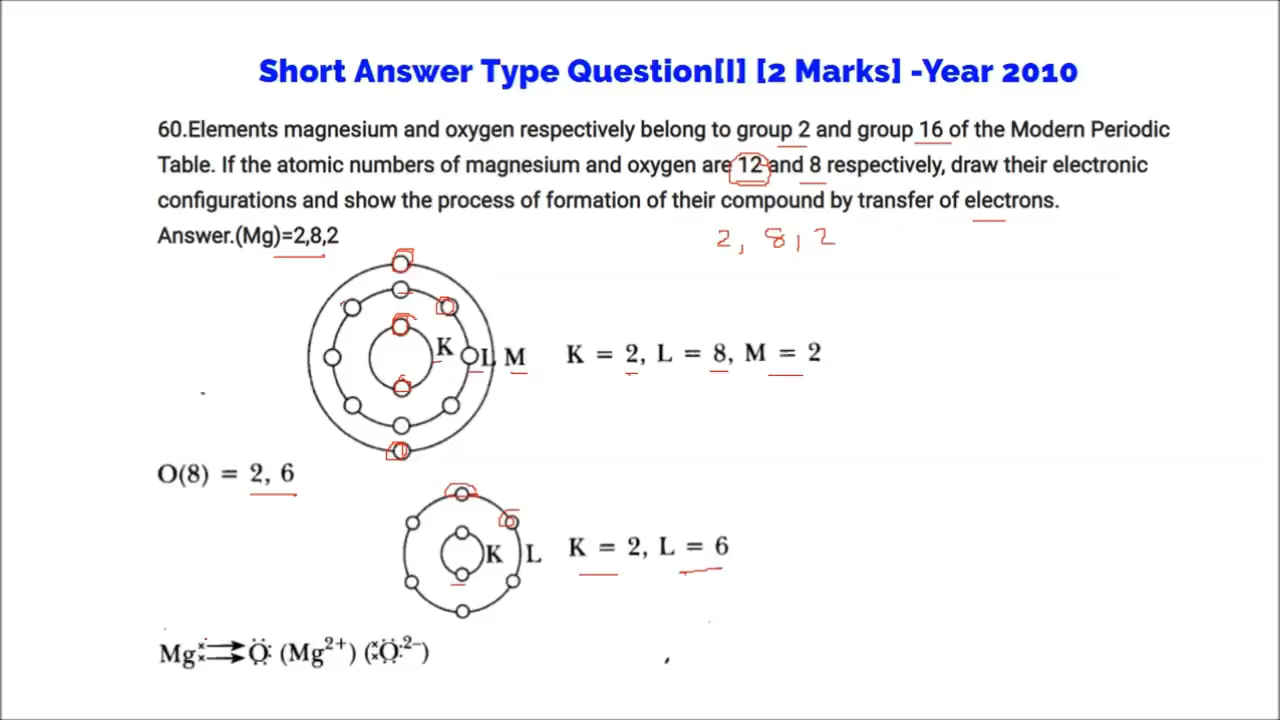 Short Answer Type Question[I] [2 Marks] -Year 2010
60.Elements magnesium and oxygen respectively belong to group 2 and group 16 of the Modern Periodic
Table. If the atomic numbers of magnesium and oxygen are 12 and 8 respectively, draw their electronic
configurations and show the process of formation of their compound by transfer of electrons.
Answer.(Mg)=2,8,2
2, 8, 2
K L M K = 2, L = 8, M = 2
O(8) = 2, 6
K L K = 2, L = 6
Mg ⇉ O (Mg²⁺) (O²⁻)